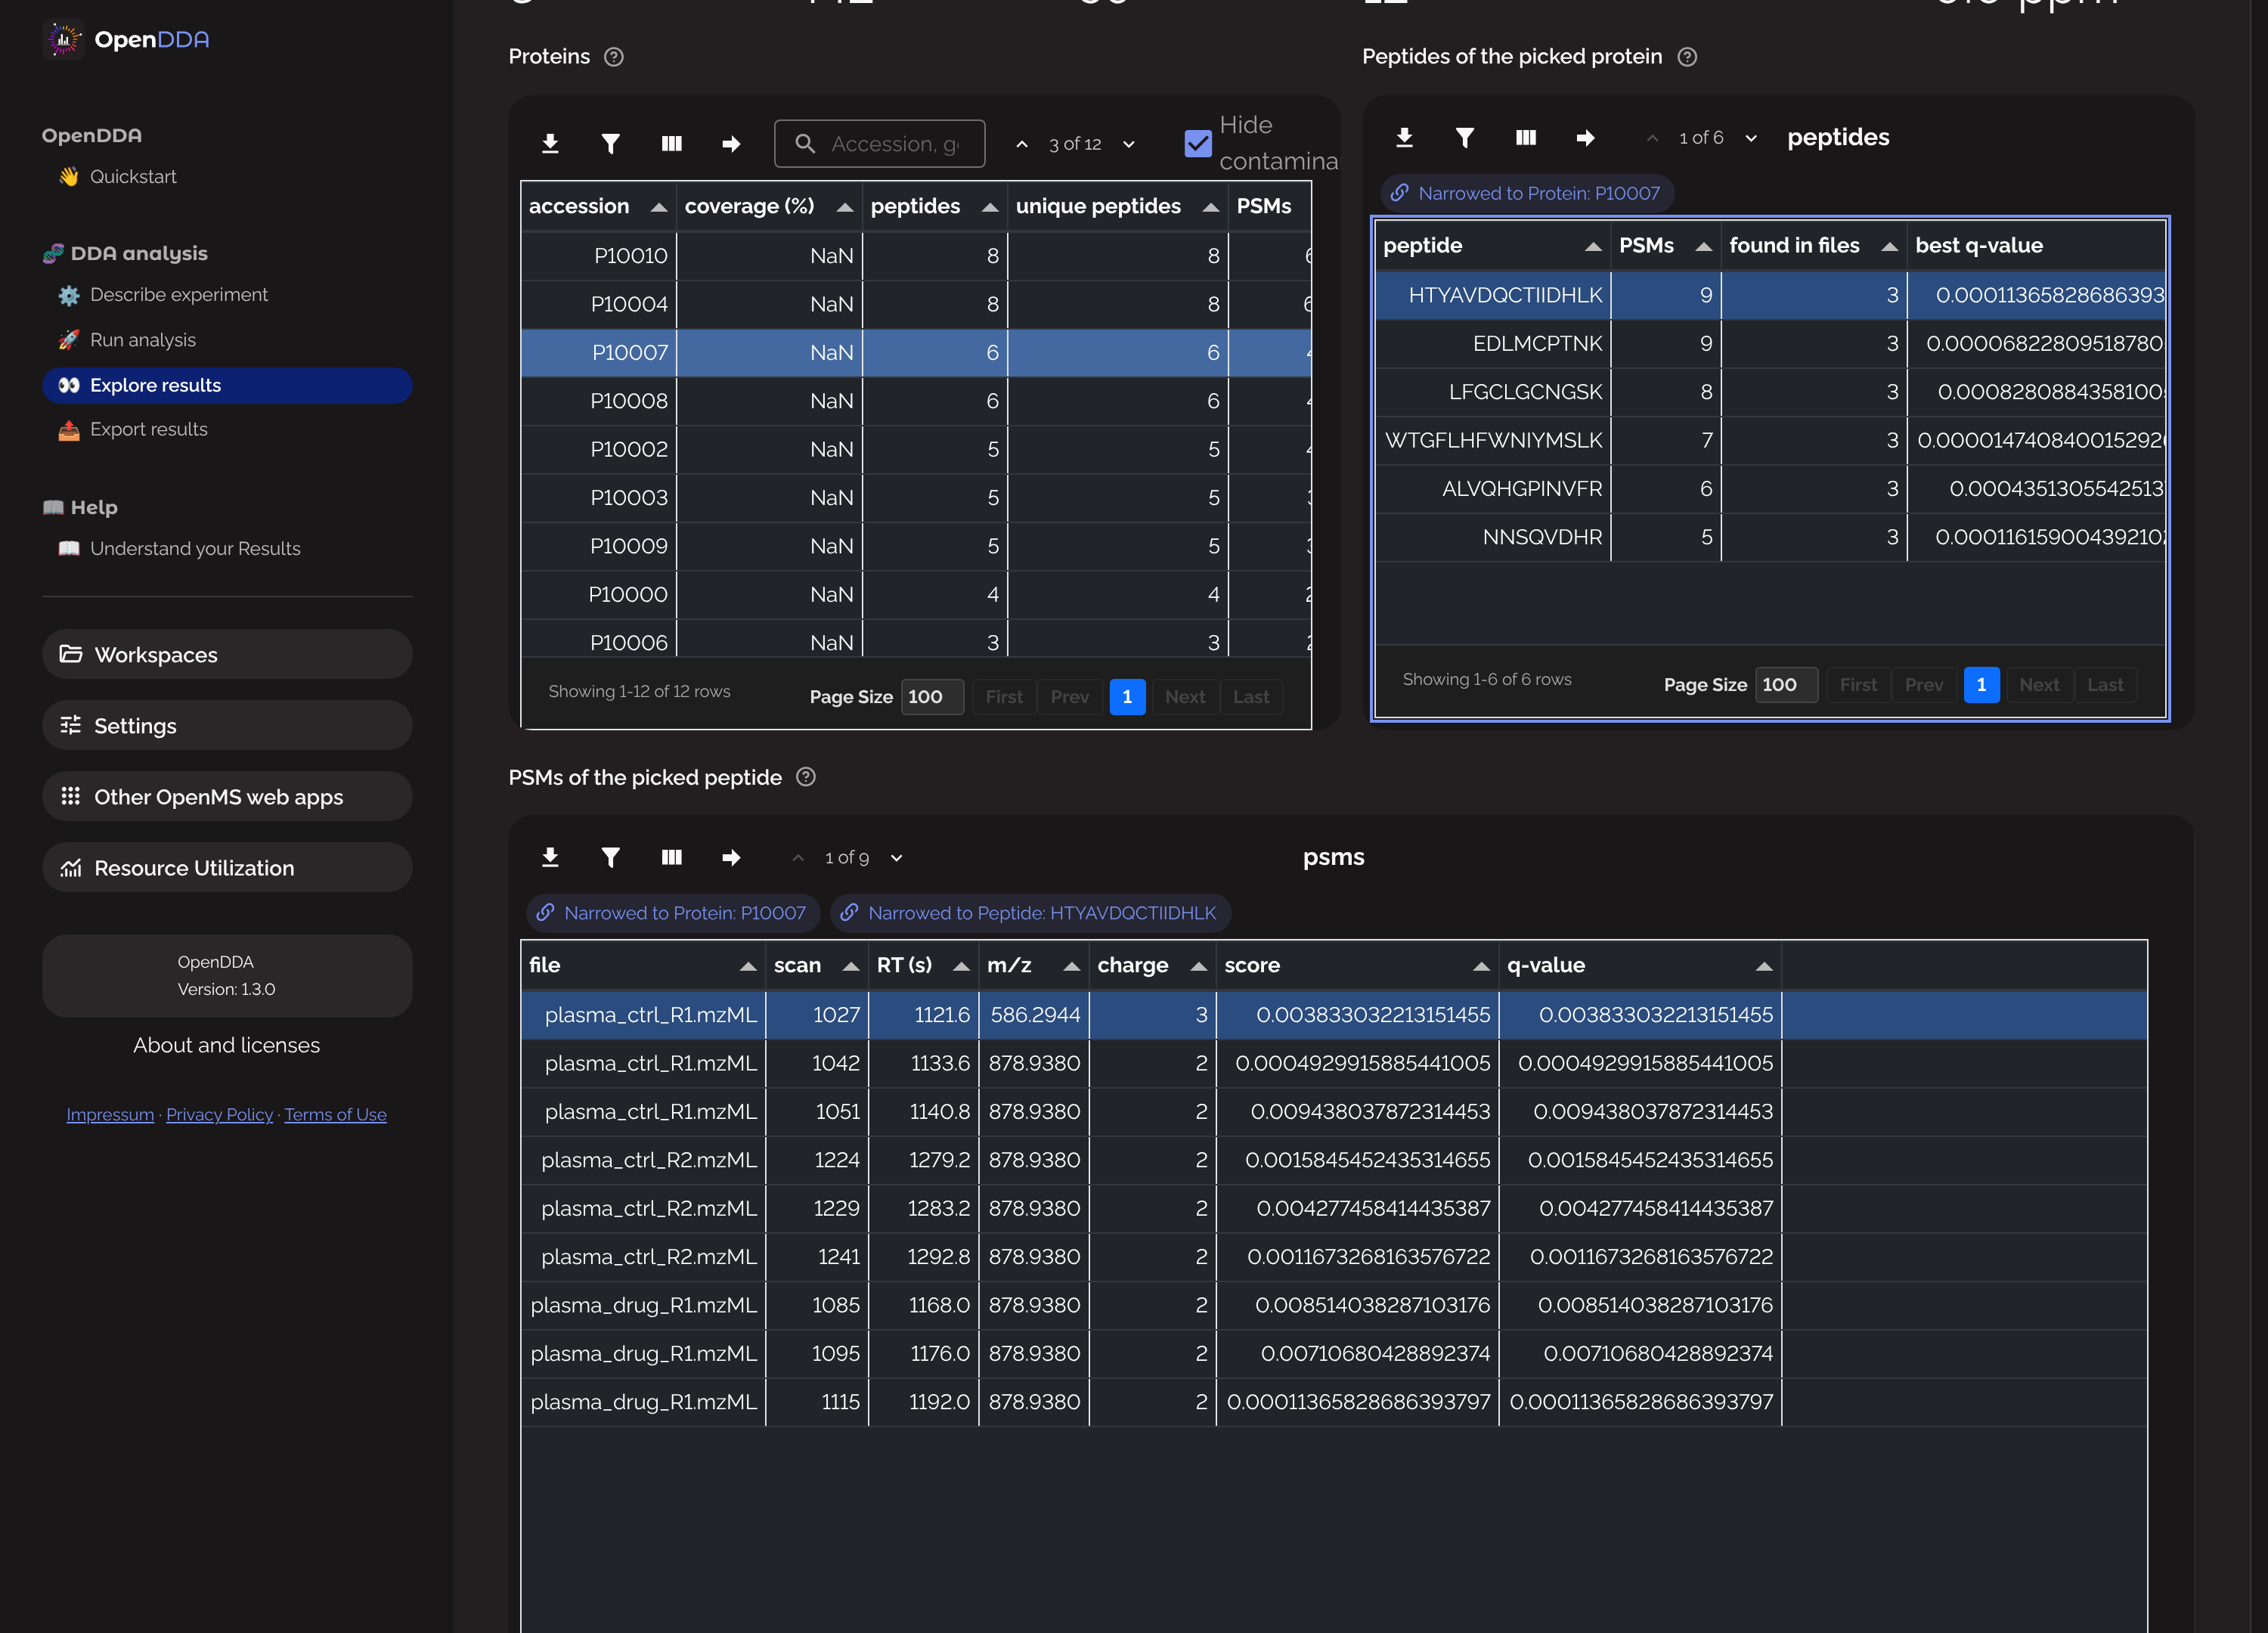 OpenDDA
OpenDDA
👋 Quickstart
🧬 DDA analysis
⚙️ Describe experiment
🚀 Run analysis
👀 Explore results
📤 Export results
📖 Help
📖 Understand your Results
Workspaces
Settings
Other OpenMS web apps
Resource Utilization
OpenDDA
Version: 1.3.0
About and licenses
Impressum · Privacy Policy · Terms of Use
Proteins
Accession, g
3 of 12
Hide
contamina
accession coverage (%) peptides unique peptides PSMs
P10010 NaN 8 8
P10004 NaN 8 8
P10007 NaN 6 6
P10008 NaN 6 6
P10002 NaN 5 5
P10003 NaN 5 5
P10009 NaN 5 5
P10000 NaN 4 4
P10006 NaN 3 3
Showing 1-12 of 12 rows
Page Size 100 First Prev 1 Next Last
Peptides of the picked protein
1 of 6
peptides
Narrowed to Protein: P10007
peptide PSMs found in files best q-value
HTYAVDQCTIIDHLK 9 3 0.00011365828686393
EDLMCPTNK 9 3 0.0000682280951878
LFGCLGCNGSK 8 3 0.000828088435810
WTGFLHFWNIYMSLK 7 3 0.000014740840015292
ALVQHGPINVFR 6 3 0.000435130554251
NNSQVDHR 5 3 0.00011615900439210
Showing 1-6 of 6 rows
Page Size 100 First Prev 1 Next Last
PSMs of the picked peptide
1 of 9
psms
Narrowed to Protein: P10007 Narrowed to Peptide: HTYAVDQCTIIDHLK
file scan RT (s) m/z charge score q-value
plasma_ctrl_R1.mzML 1027 1121.6 586.2944 3 0.003833032213151455 0.003833032213151455
plasma_ctrl_R1.mzML 1042 1133.6 878.9380 2 0.0004929915885441005 0.0004929915885441005
plasma_ctrl_R1.mzML 1051 1140.8 878.9380 2 0.009438037872314453 0.009438037872314453
plasma_ctrl_R2.mzML 1224 1279.2 878.9380 2 0.0015845452435314655 0.0015845452435314655
plasma_ctrl_R2.mzML 1229 1283.2 878.9380 2 0.004277458414435387 0.004277458414435387
plasma_ctrl_R2.mzML 1241 1292.8 878.9380 2 0.0011673268163576722 0.0011673268163576722
plasma_drug_R1.mzML 1085 1168.0 878.9380 2 0.008514038287103176 0.008514038287103176
plasma_drug_R1.mzML 1095 1176.0 878.9380 2 0.00710680428892374 0.00710680428892374
plasma_drug_R1.mzML 1115 1192.0 878.9380 2 0.00011365828686393797 0.00011365828686393797